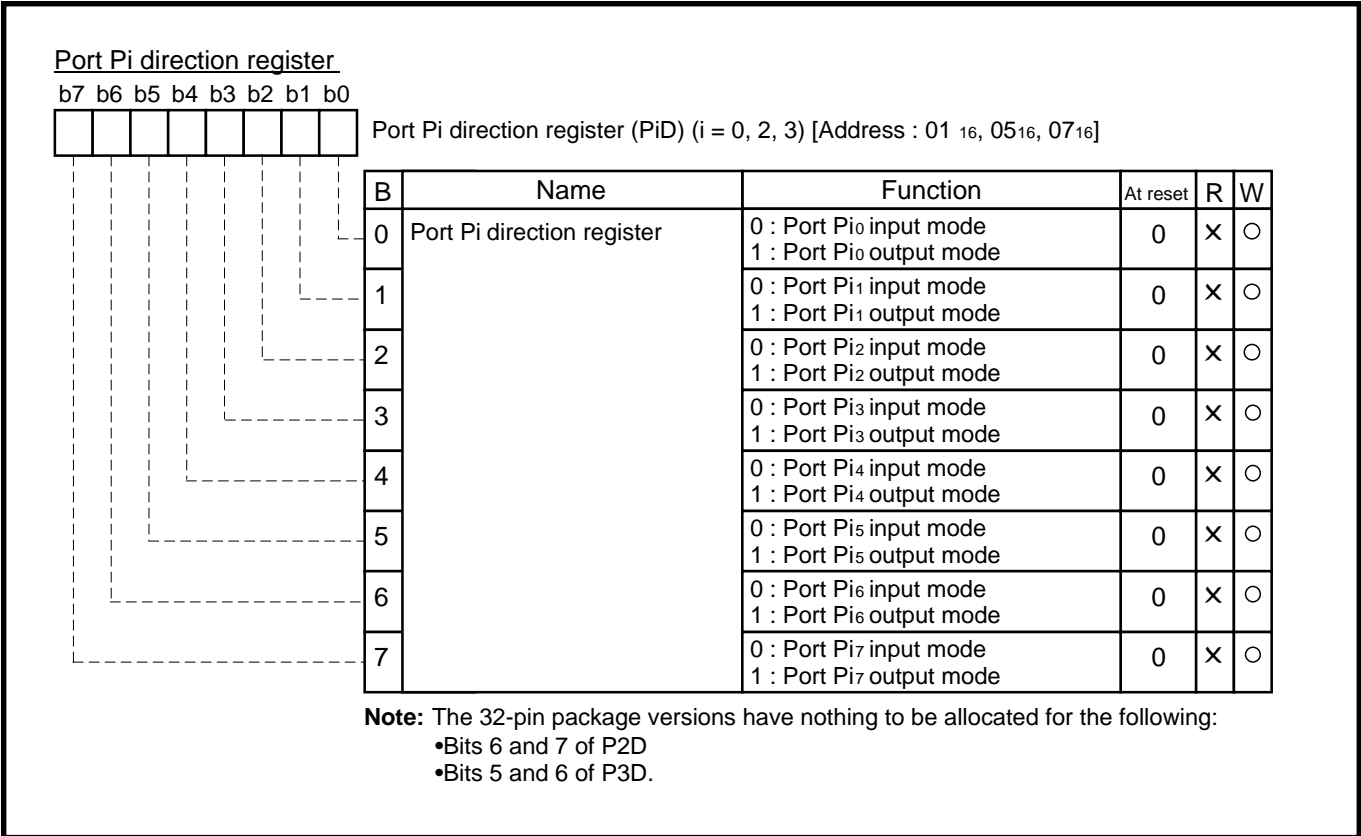 Port Pi direction register
b7 b6 b5 b4 b3 b2 b1 b0
Port Pi direction register (PiD) (i = 0, 2, 3) [Address : 01 16, 0516, 0716]
B Name Function At reset R W
0 Port Pi direction register 0 : Port Pi0 input mode 0 × ○
1 : Port Pi0 output mode
1 0 : Port Pi1 input mode 0 × ○
1 : Port Pi1 output mode
2 0 : Port Pi2 input mode 0 × ○
1 : Port Pi2 output mode
3 0 : Port Pi3 input mode 0 × ○
1 : Port Pi3 output mode
4 0 : Port Pi4 input mode 0 × ○
1 : Port Pi4 output mode
5 0 : Port Pi5 input mode 0 × ○
1 : Port Pi5 output mode
6 0 : Port Pi6 input mode 0 × ○
1 : Port Pi6 output mode
7 0 : Port Pi7 input mode 0 × ○
1 : Port Pi7 output mode
Note: The 32-pin package versions have nothing to be allocated for the following:
•Bits 6 and 7 of P2D
•Bits 5 and 6 of P3D.